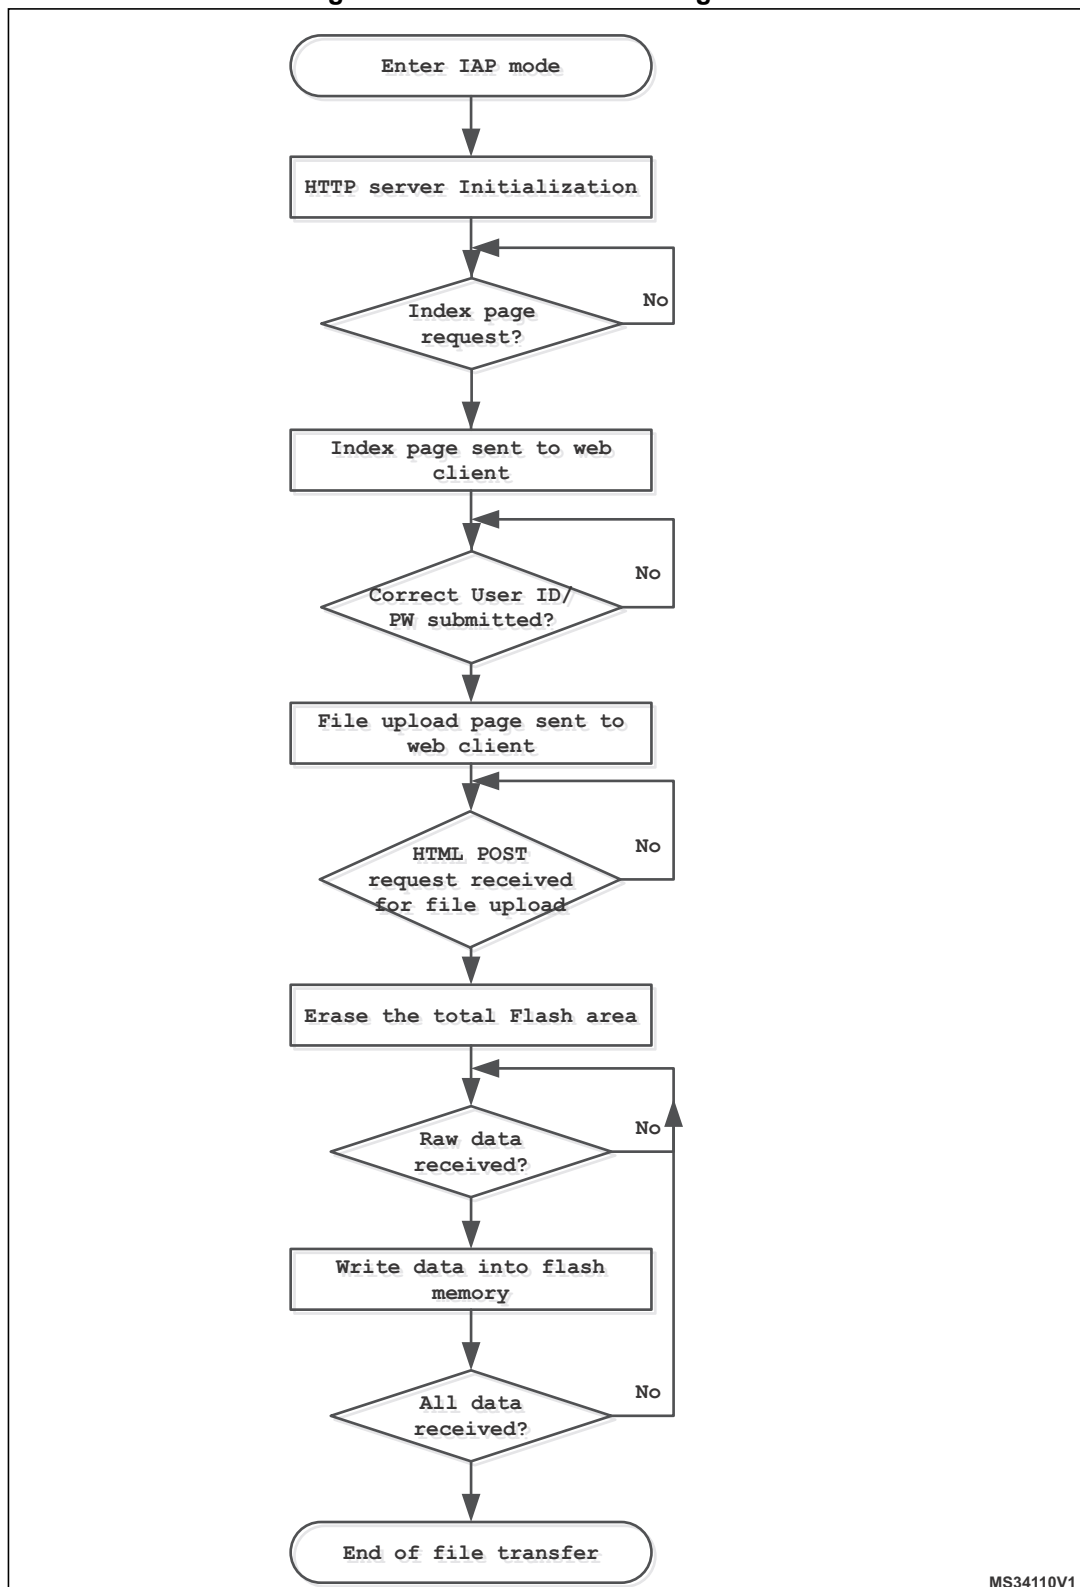 Enter IAP mode
HTTP server Initialization
No
Index page
request?
Index page sent to web
client
No
Correct User ID/
PW submitted?
File upload page sent to
web client
No
HTML POST
request received
for file upload
Erase the total Flash area
No
Raw data
received?
Write data into flash
memory
No
All data
received?
End of file transfer
MS34110V1